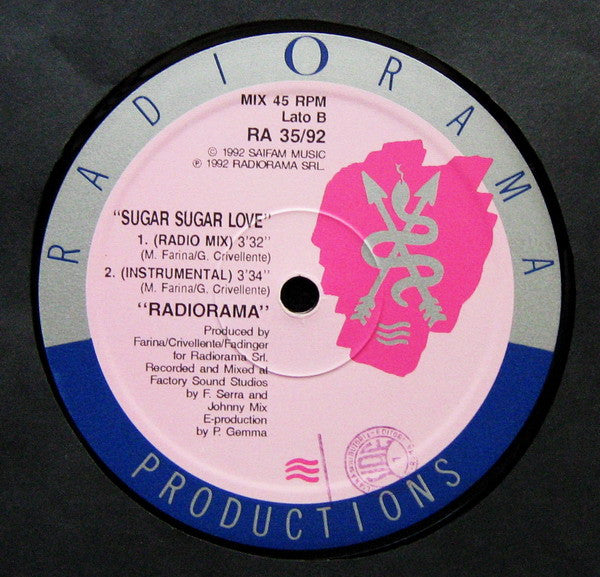 RADIORAMA
MIX 45 RPM
Lato B
RA 35/92
© 1992 SAIFAM MUSIC
℗ 1992 RADIORAMA SRL.
"SUGAR SUGAR LOVE"
1. (RADIO MIX) 3'32"
(M. Farina/G. Crivellente)
2. (INSTRUMENTAL) 3'34"
(M. Farina/G. Crivellente)
"RADIORAMA"
Produced by
Farina/Crivellente/Fadinger
for Radiorama Srl.
Recorded and Mixed at
Factory Sound Studios
by F. Serra and
Johnny Mix
E-production
by P. Gemma
PRODUCTIONS